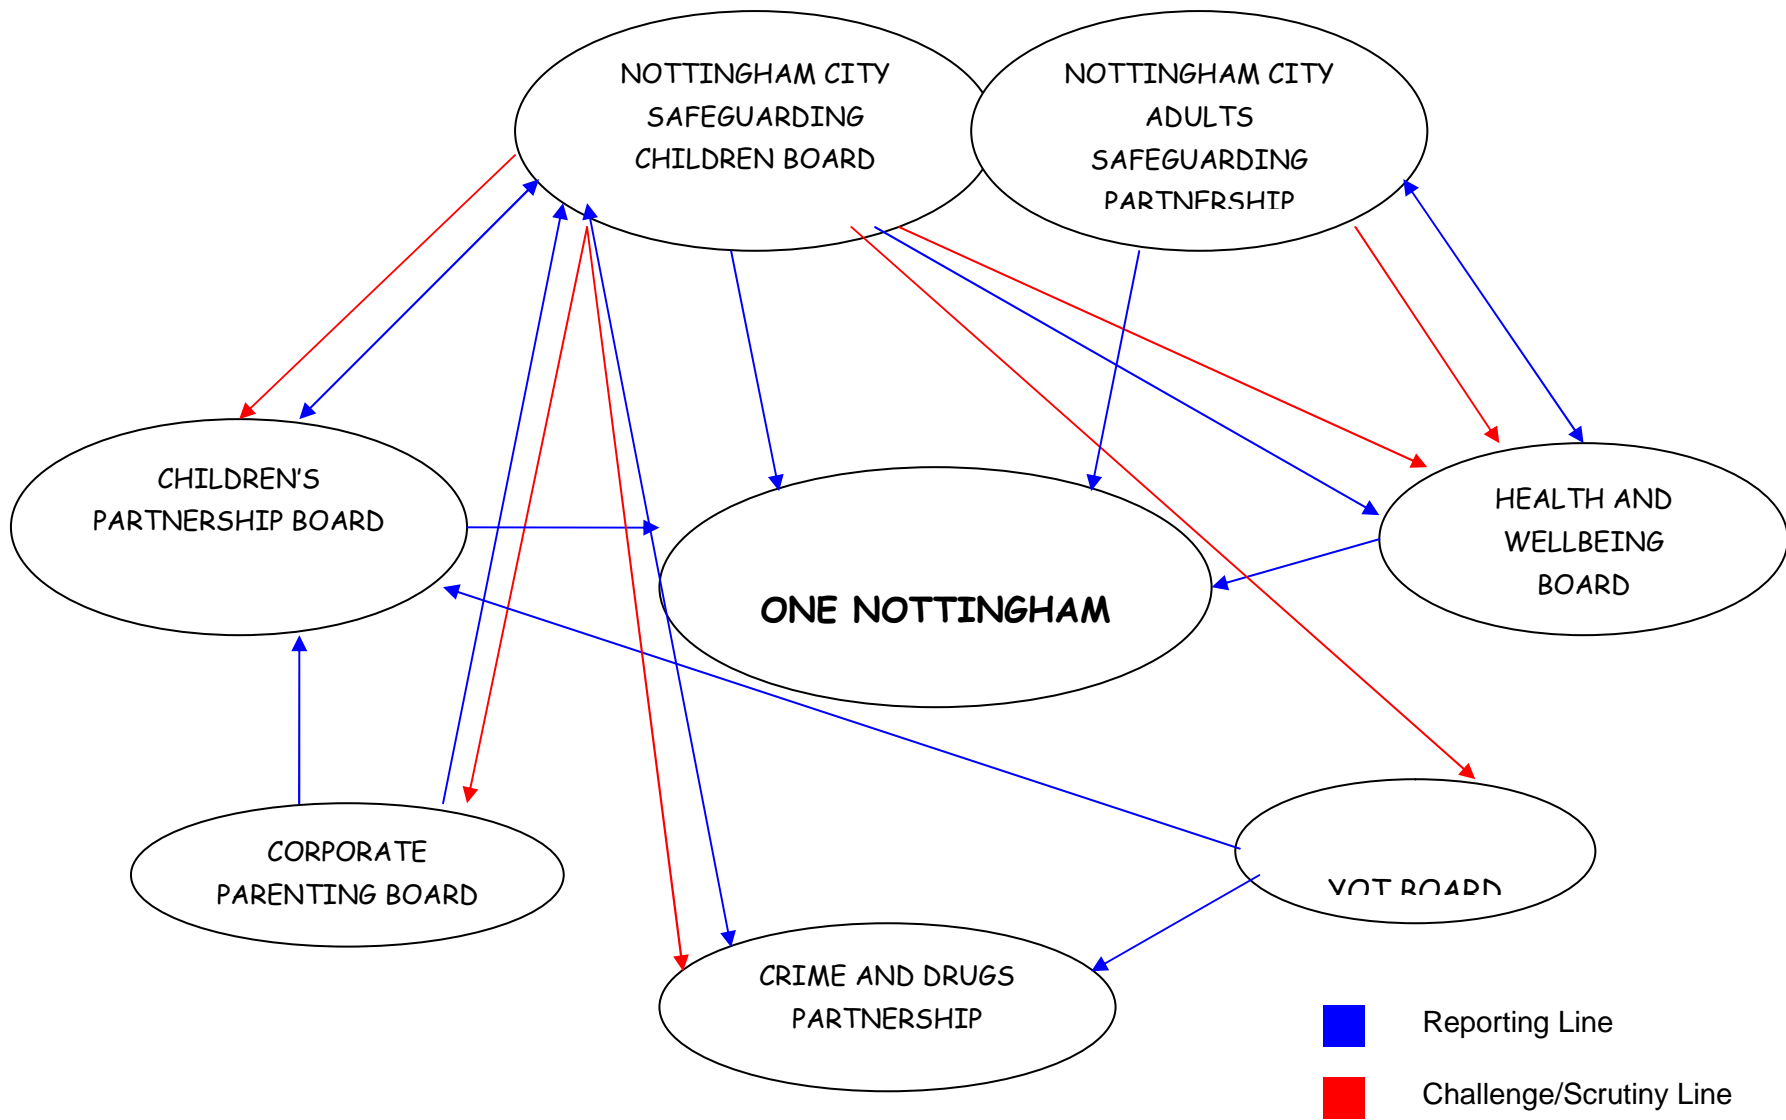 NOTTINGHAM CITY
SAFEGUARDING
CHILDREN BOARD
NOTTINGHAM CITY
ADULTS
SAFEGUARDING
PARTNERSHIP
CHILDREN'S
PARTNERSHIP BOARD
HEALTH AND
WELLBEING
BOARD
ONE NOTTINGHAM
CORPORATE
PARENTING BOARD
YOT BOARD
CRIME AND DRUGS
PARTNERSHIP
Reporting Line
Challenge/Scrutiny Line